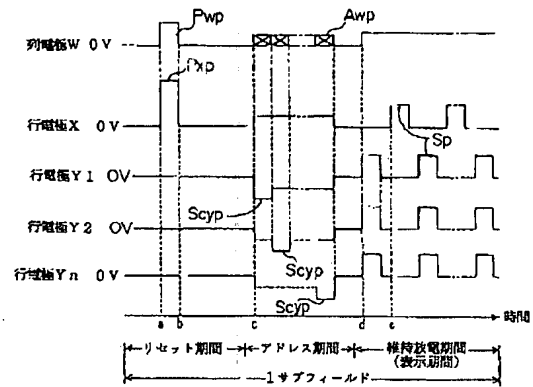 Pwp
Awp
列電極W 0V
Pxp
行電極X 0V
Sp
行電極Y1 0V
Scyp
行電極Y2 0V
Scyp
行電極Yn 0V
Scyp
a b c d e 時間
リセット期間 アドレス期間 維持放電期間
(表示期間)
1サブフィールド